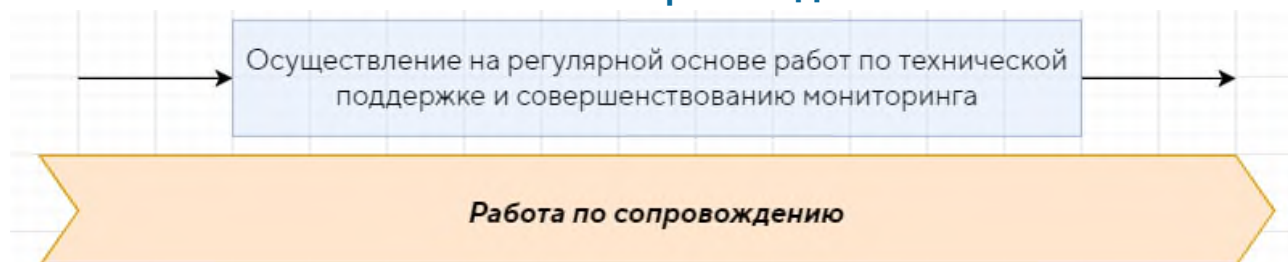 Осуществление на регулярной основе работ по технической
поддержке и совершенствованию мониторинга
Работа по сопровождению